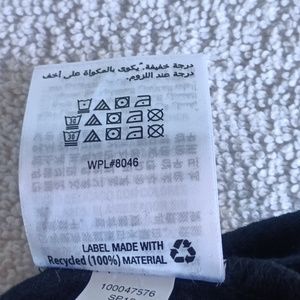 درجة خفيفة. يكوى بالمكواة على أخف
درجة عند اللزوم.
WPL#8046
LABEL MADE WITH
Recycled (100%) MATERIAL
100047576